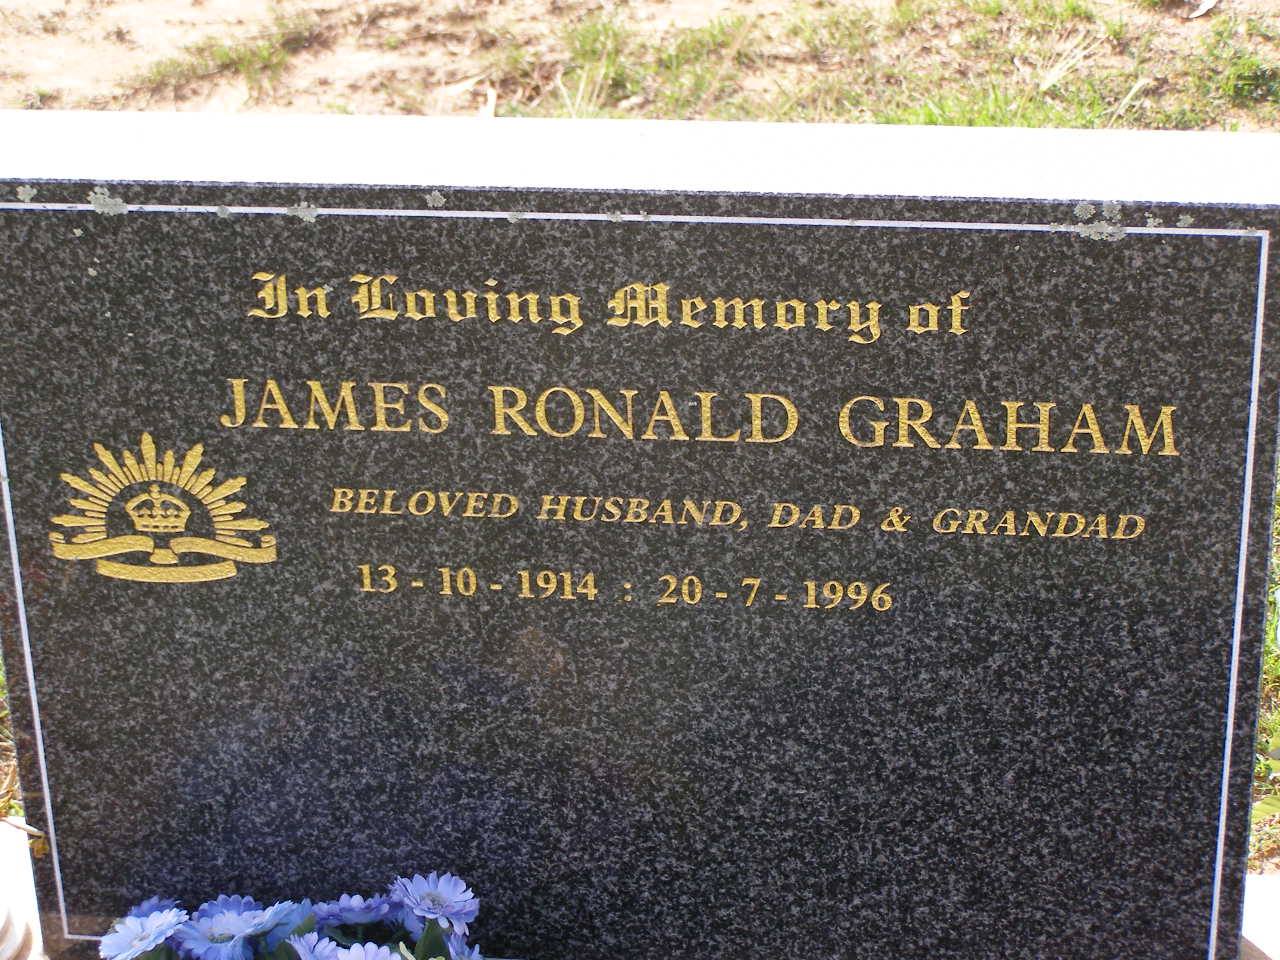 In Loving Memory of
JAMES RONALD GRAHAM
BELOVED HUSBAND, DAD & GRANDAD
13 - 10 - 1914 : 20 - 7 - 1996